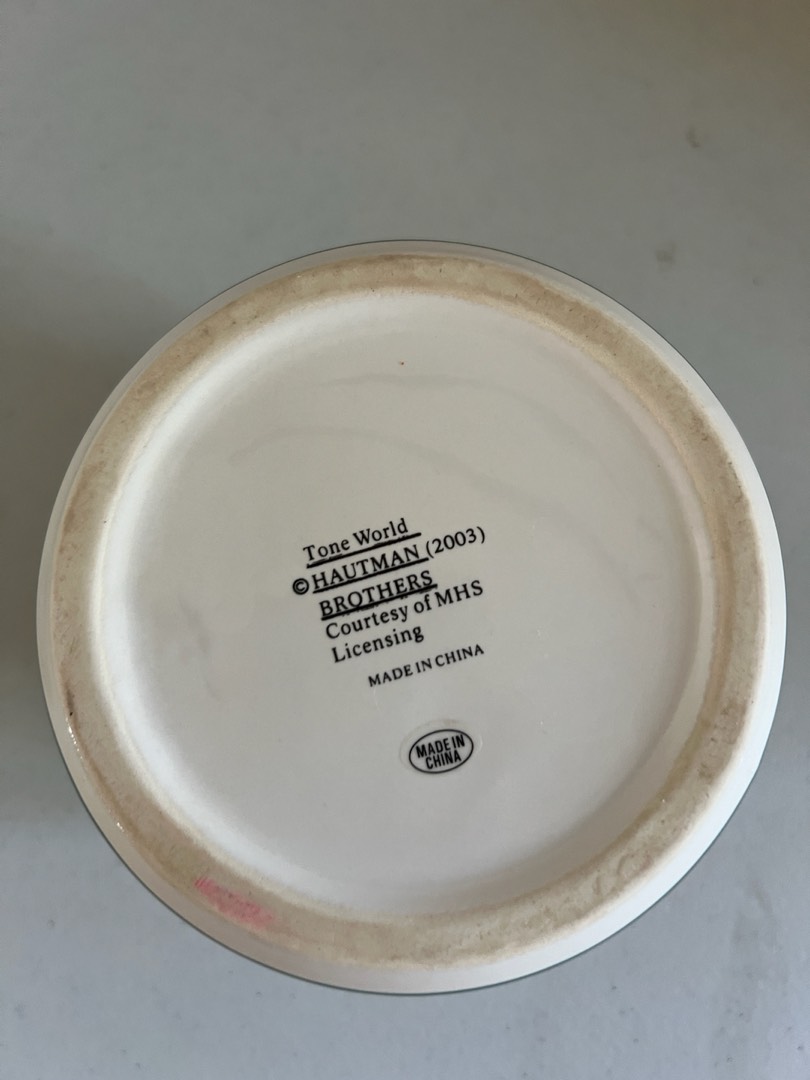 Tone World
©HAUTMAN (2003)
BROTHERS
Courtesy of MHS
Licensing
MADE IN CHINA
MADE IN
CHINA